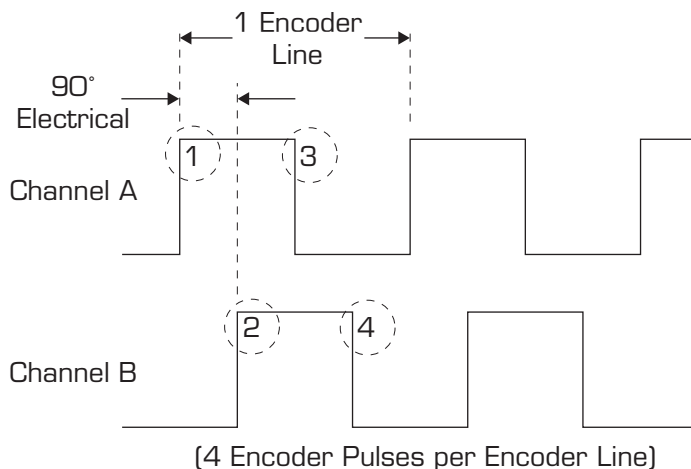 1 Encoder
Line
90°
Electrical
1
3
Channel A
2
4
Channel B
(4 Encoder Pulses per Encoder Line)